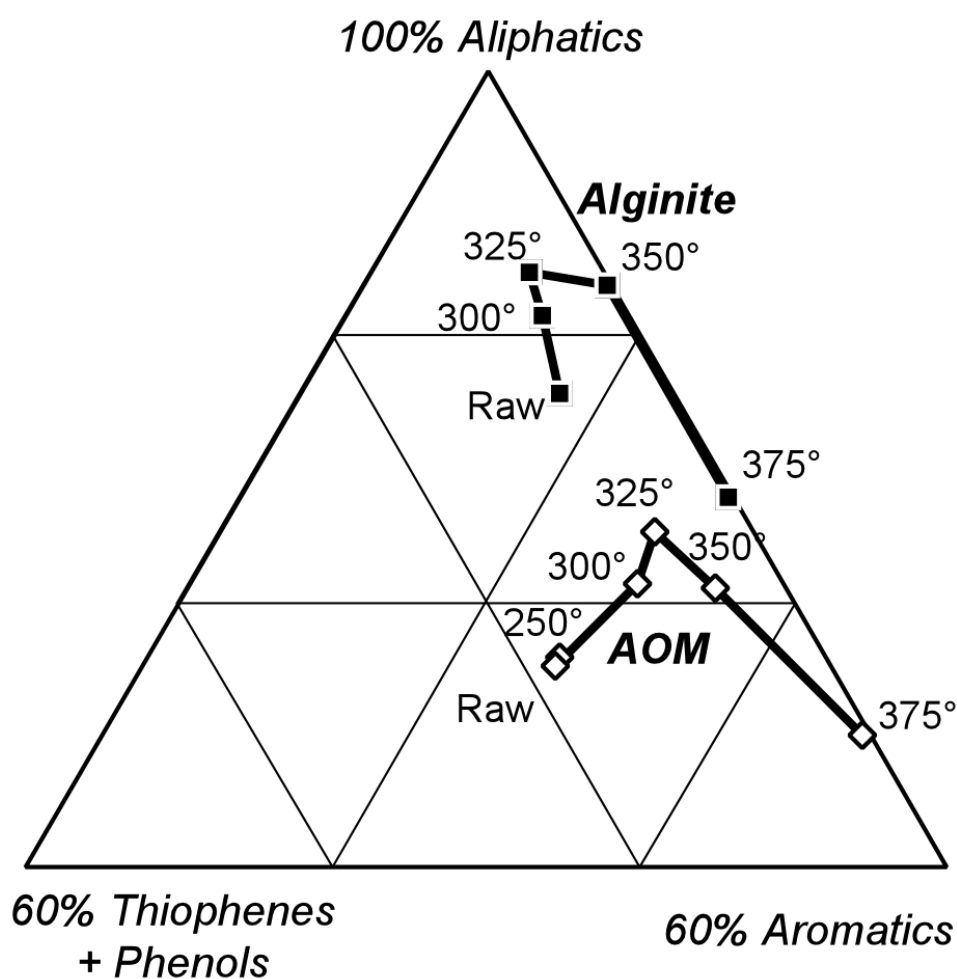 100% Aliphatics
Alginite
325°
350°
300°
Raw
375°
325°
350°
300°
250°
AOM
Raw
375°
60% Thiophenes
+ Phenols
60% Aromatics